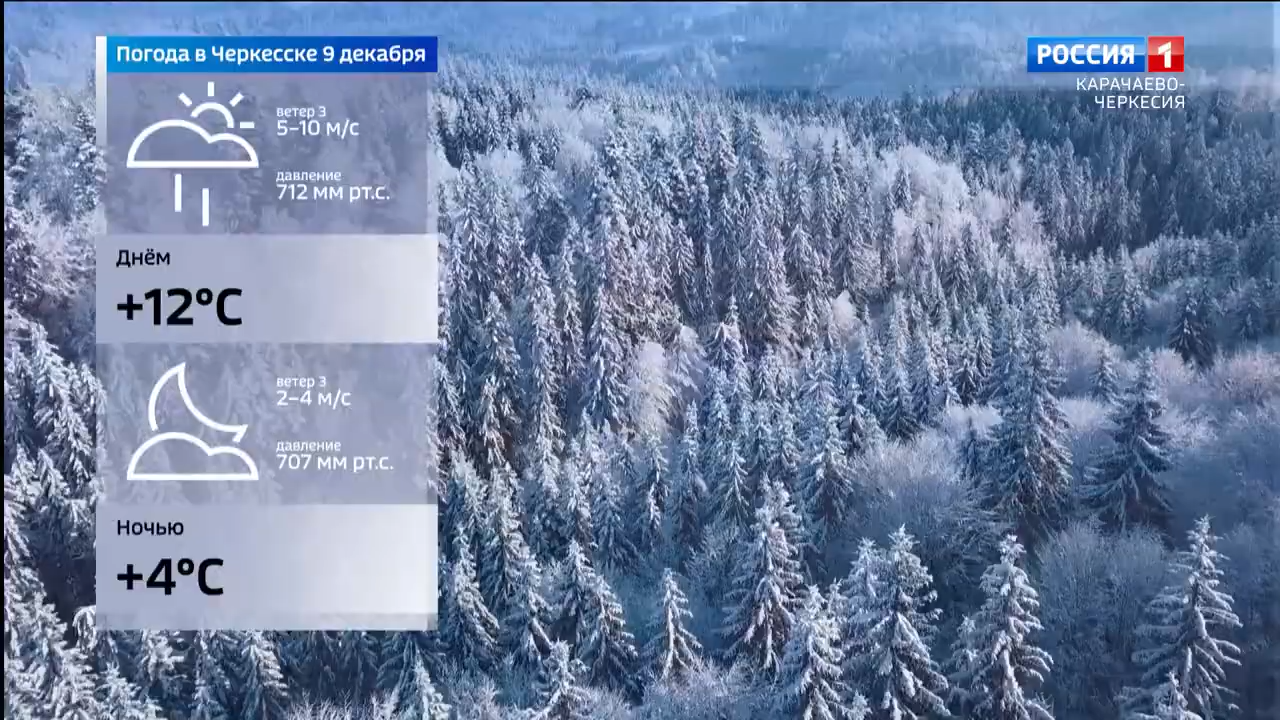 Погода в Черкесске 9 декабря
РОССИЯ 1
КАРАЧАЕВО-
ЧЕРКЕСИЯ
ветер З
5–10 м/с
давление
712 мм рт.с.
Днём
+12°C
ветер З
2–4 м/с
давление
707 мм рт.с.
Ночью
+4°C